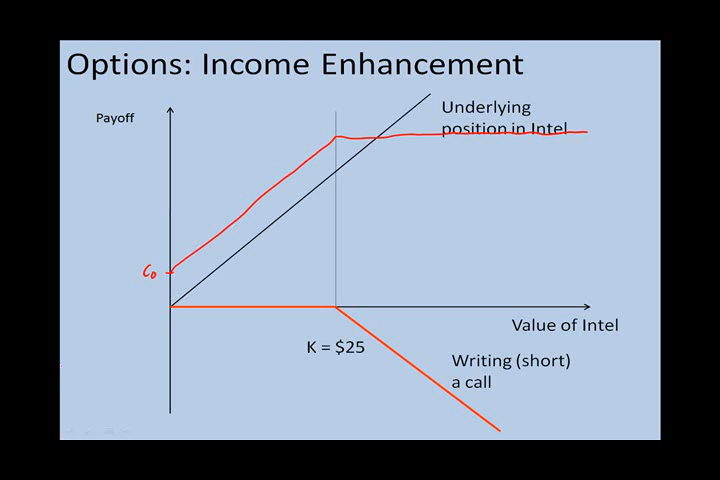 Options: Income Enhancement
Payoff
Underlying
position in Intel
C0
Value of Intel
K = $25
Writing (short)
a call